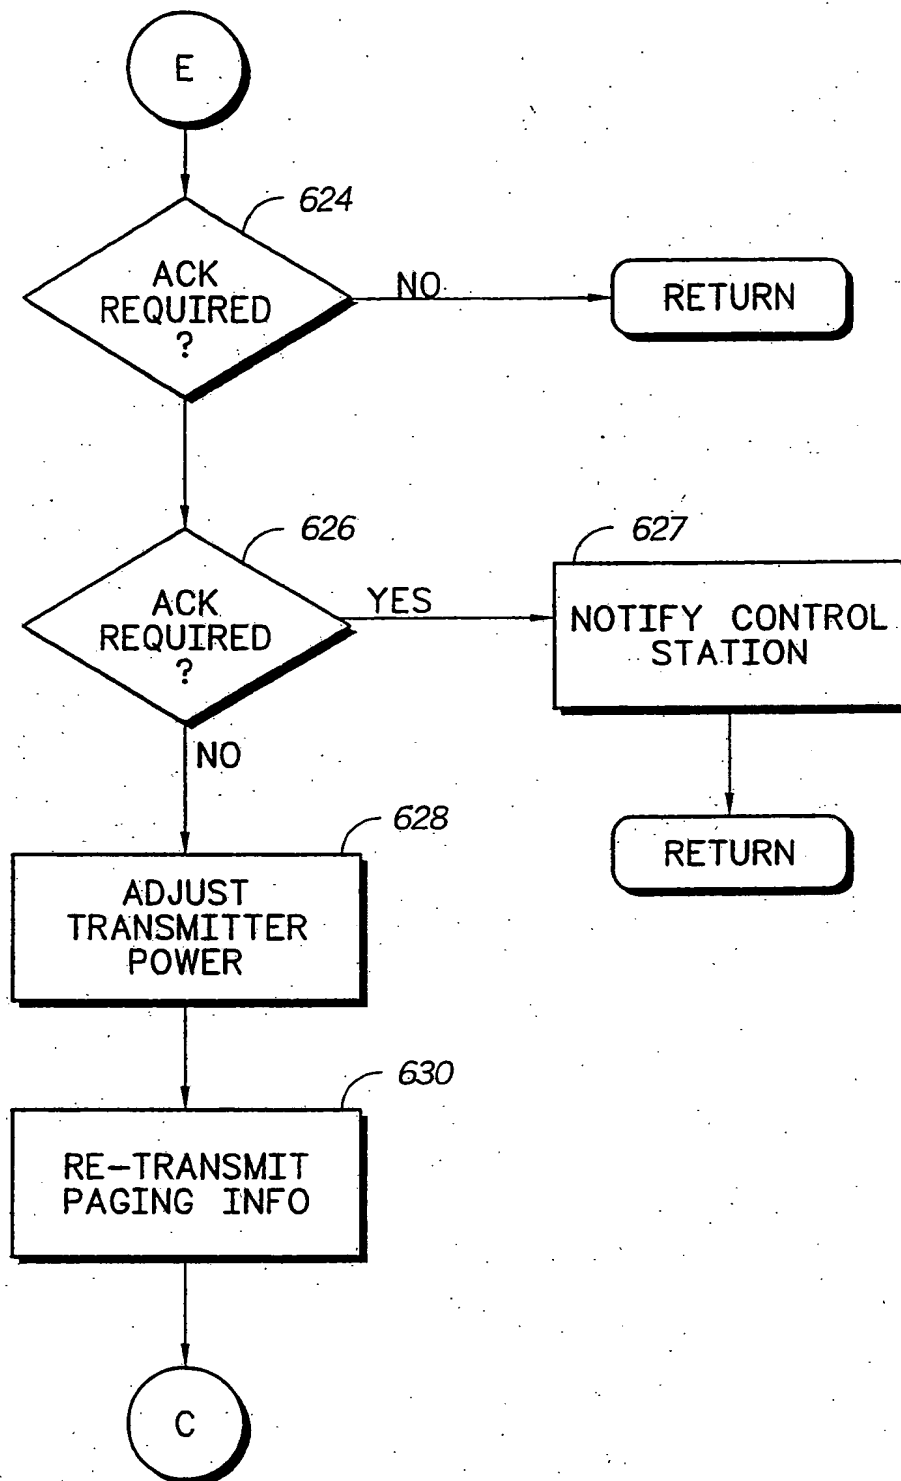 E
624
ACK
REQUIRED
?
NO
RETURN
626
ACK
REQUIRED
?
YES
627
NOTIFY CONTROL
STATION
NO
RETURN
628
ADJUST
TRANSMITTER
POWER
630
RE-TRANSMIT
PAGING INFO
C